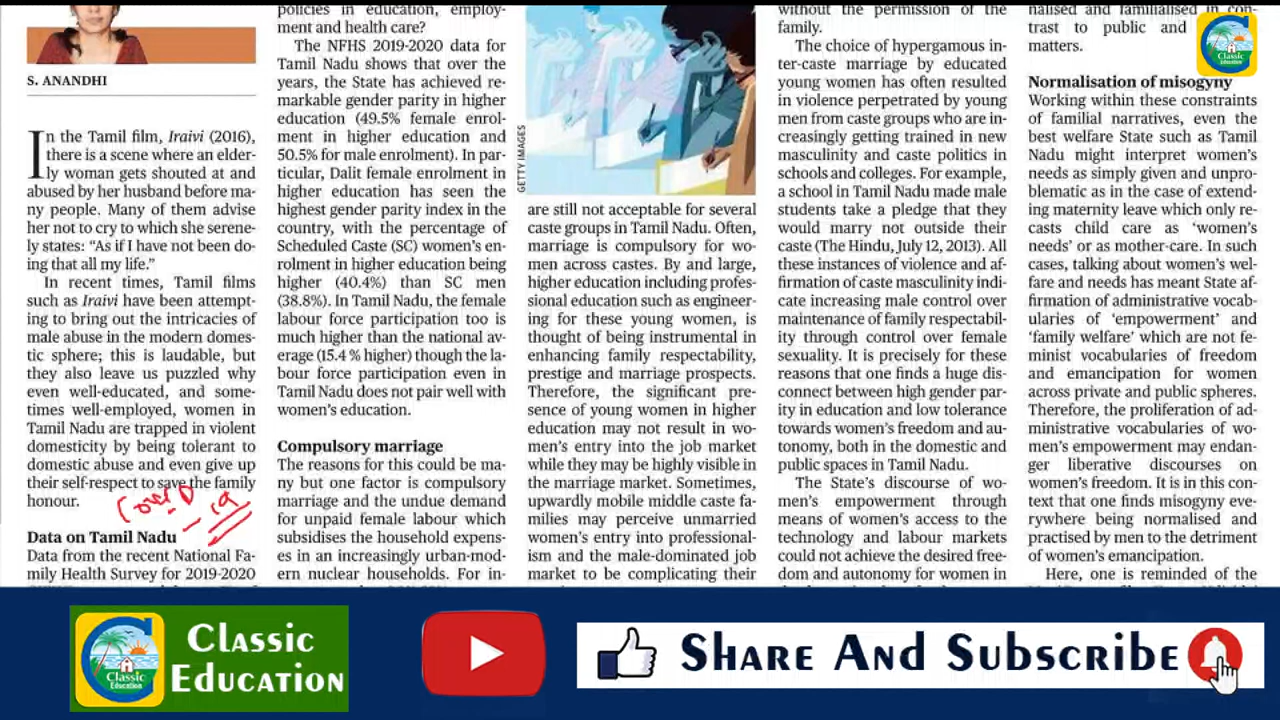 S. ANANDHI
In the Tamil film, Iraivi (2016),
there is a scene where an elder-
ly woman gets shouted at and
abused by her husband before ma-
ny people. Many of them advise
her not to cry to which she serene-
ly states: “As if I have not been do-
ing that all my life.”
In recent times, Tamil films
such as Iraivi have been attempt-
ing to bring out the intricacies of
male abuse in the modern domes-
tic sphere; this is laudable, but
they also leave us puzzled why
even well-educated, and some-
times well-employed, women in
Tamil Nadu are trapped in violent
domesticity by being tolerant to
domestic abuse and even give up
their self-respect to save the family
honour.
Data on Tamil Nadu
Data from the recent National Fa-
mily Health Survey for 2019-2020
policies in education, employ-
ment and health care?
The NFHS 2019-2020 data for
Tamil Nadu shows that over the
years, the State has achieved re-
markable gender parity in higher
education (49.5% female enrol-
ment in higher education and
50.5% for male enrolment). In par-
ticular, Dalit female enrolment in
higher education has seen the
highest gender parity index in the
country, with the percentage of
Scheduled Caste (SC) women’s en-
rolment in higher education being
higher (40.4%) than SC men
(38.8%). In Tamil Nadu, the female
labour force participation too is
much higher than the national av-
erage (15.4 % higher) though the la-
bour force participation even in
Tamil Nadu does not pair well with
women’s education.
Compulsory marriage
The reasons for this could be ma-
ny but one factor is compulsory
marriage and the undue demand
for unpaid female labour which
subsidises the household expens-
es in an increasingly urban-mod-
ern nuclear households. For in-
GETTY IMAGES
are still not acceptable for several
caste groups in Tamil Nadu. Often,
marriage is compulsory for wo-
men across castes. By and large,
higher education including profes-
sional education such as engineer-
ing for these young women, is
thought of being instrumental in
enhancing family respectability,
prestige and marriage prospects.
Therefore, the significant pre-
sence of young women in higher
education may not result in wo-
men’s entry into the job market
while they may be highly visible in
the marriage market. Sometimes,
upwardly mobile middle caste fa-
milies may perceive unmarried
women’s entry into professional-
ism and the male-dominated job
market to be complicating their
without the permission of the
family.
The choice of hypergamous in-
ter-caste marriage by educated
young women has often resulted
in violence perpetrated by young
men from caste groups who are in-
creasingly getting trained in new
masculinity and caste politics in
schools and colleges. For example,
a school in Tamil Nadu made male
students take a pledge that they
would marry not outside their
caste (The Hindu, July 12, 2013). All
these instances of violence and af-
firmation of caste masculinity indi-
cate increasing male control over
maintenance of family respectabil-
ity through control over female
sexuality. It is precisely for these
reasons that one finds a huge dis-
connect between high gender par-
ity in education and low tolerance
towards women’s freedom and au-
tonomy, both in the domestic and
public spaces in Tamil Nadu.
The State’s discourse of wo-
men’s empowerment through
means of women’s access to the
technology and labour markets
could not achieve the desired free-
dom and autonomy for women in
nalised and familialised in con-
trast to public and
matters.
Normalisation of misogyny
Working within these constraints
of familial narratives, even the
best welfare State such as Tamil
Nadu might interpret women’s
needs as simply given and unpro-
blematic as in the case of extend-
ing maternity leave which only re-
casts child care as ‘women’s
needs’ or as mother-care. In such
cases, talking about women’s wel-
fare and needs has meant State af-
firmation of administrative vocab-
ularies of ‘empowerment’ and
‘family welfare’ which are not fe-
minist vocabularies of freedom
and emancipation for women
across private and public spheres.
Therefore, the proliferation of ad-
ministrative vocabularies of wo-
men’s empowerment may endan-
ger liberative discourses on
women’s freedom. It is in this con-
text that one finds misogyny eve-
rywhere being normalised and
practised by men to the detriment
of women’s emancipation.
Here, one is reminded of the
Classic
Education
Classic
Education
Classic
Education
Share And Subscribe